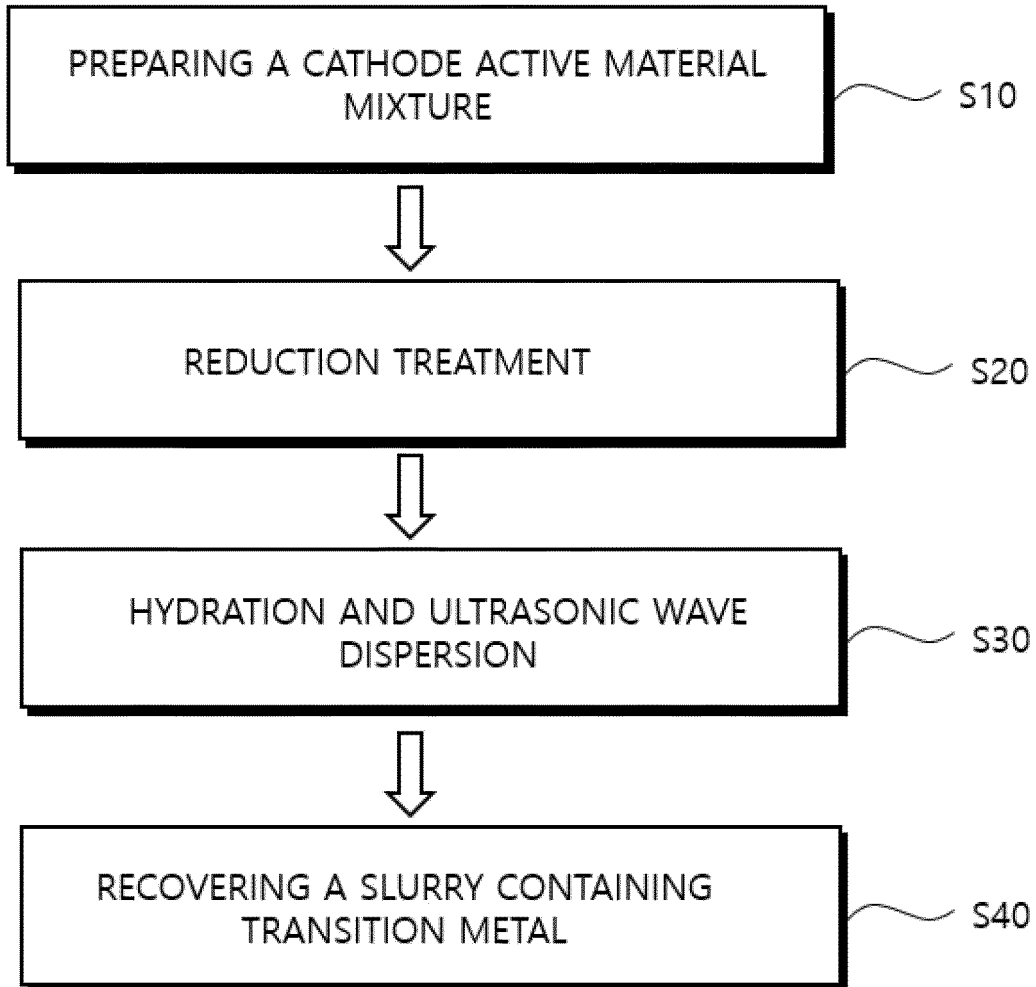 PREPARING A CATHODE ACTIVE MATERIAL
MIXTURE
S10
REDUCTION TREATMENT
S20
HYDRATION AND ULTRASONIC WAVE
DISPERSION
S30
RECOVERING A SLURRY CONTAINING
TRANSITION METAL
S40